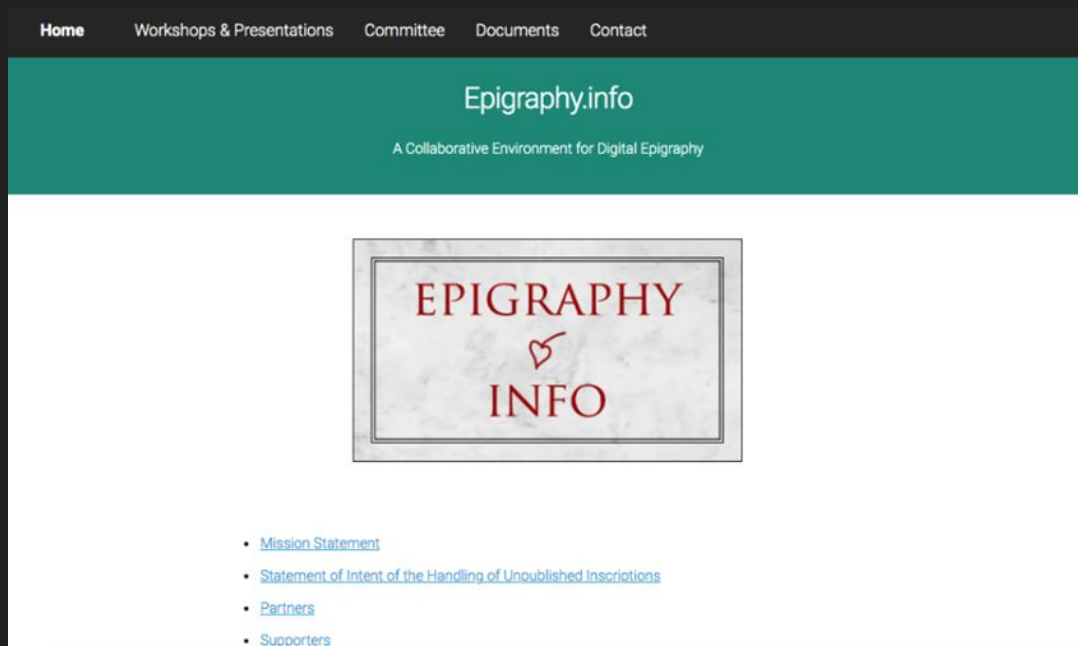 Home Workshops & Presentations Committee Documents Contact
Epigraphy.info
A Collaborative Environment for Digital Epigraphy
EPIGRAPHY
INFO
Mission Statement
Statement of Intent of the Handling of Unpublished Inscriptions
Partners
Supporters